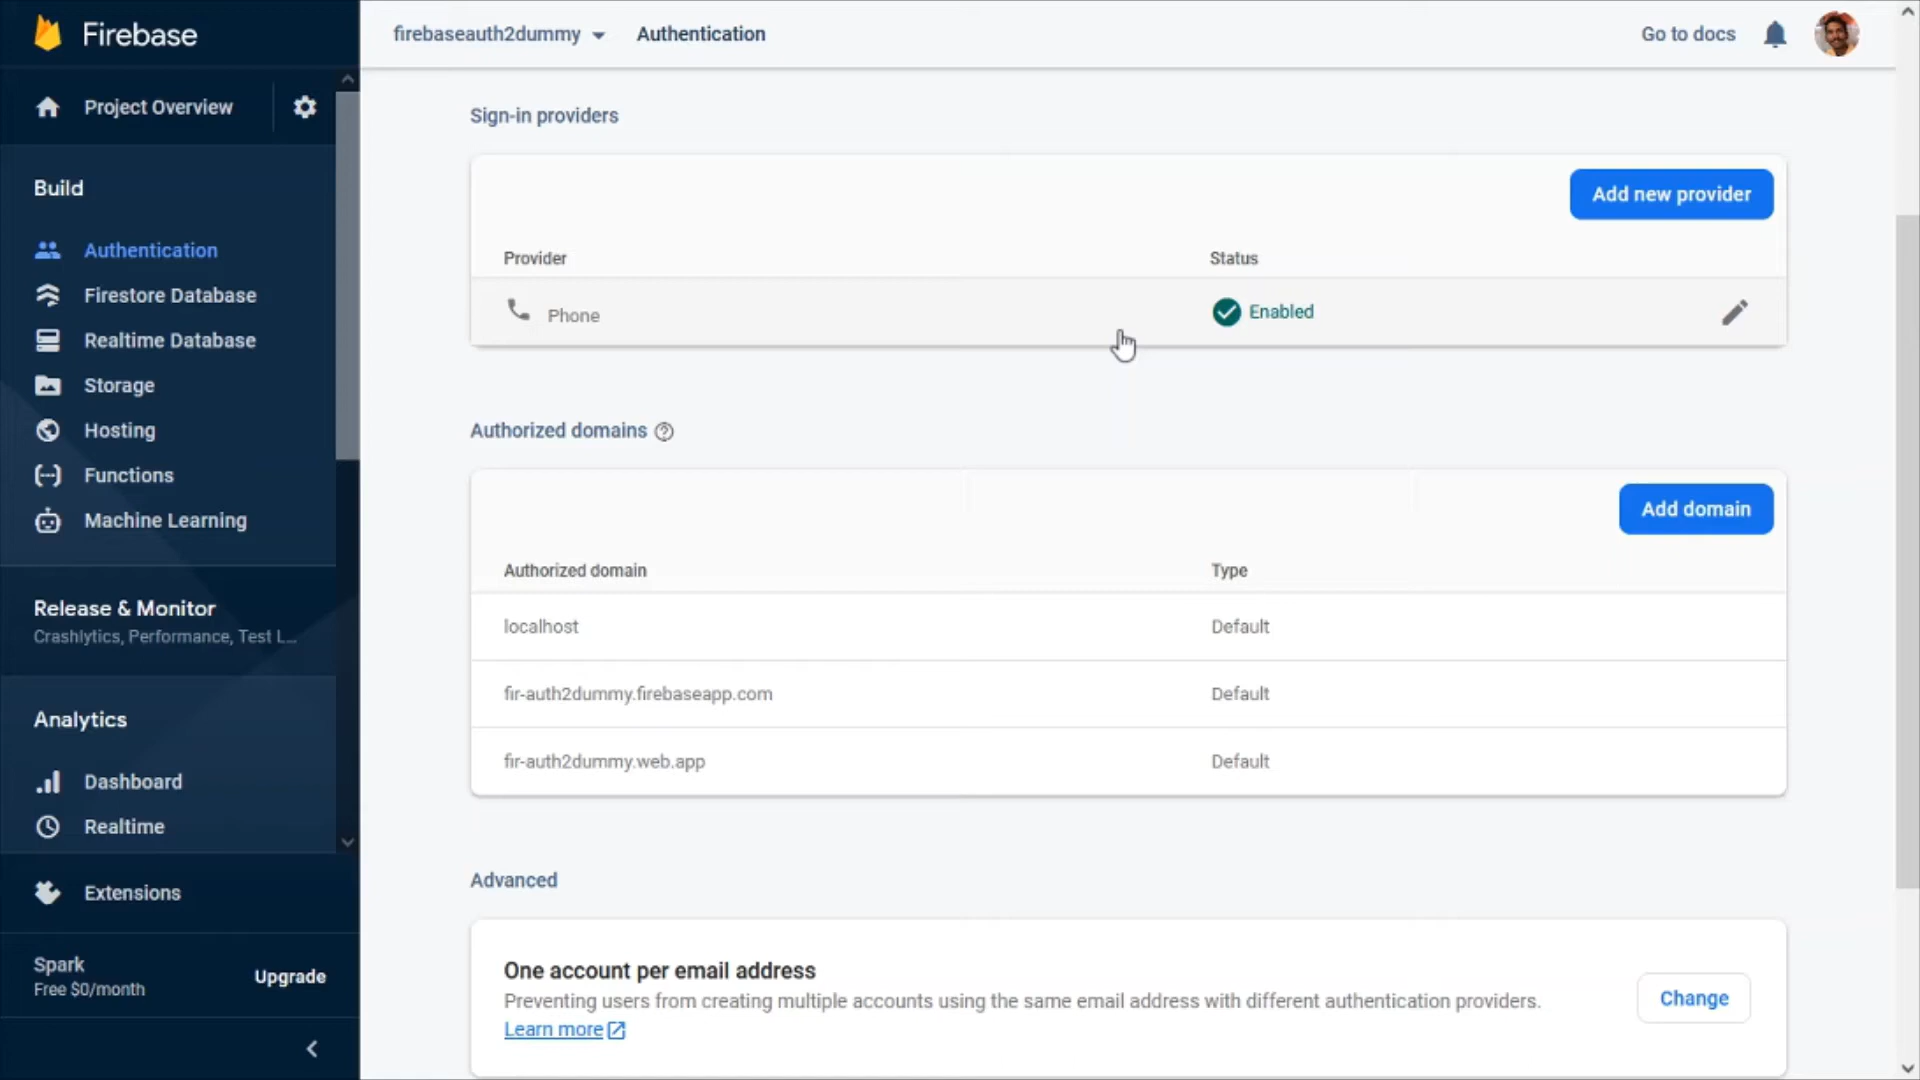 Firebase
Project Overview
Build
Authentication
Firestore Database
Realtime Database
Storage
Hosting
Functions
Machine Learning
Release & Monitor
Crashlytics, Performance, Test L...
Analytics
Dashboard
Realtime
Extensions
Spark
Free $0/month
Upgrade
firebaseauth2dummy
Authentication
Go to docs
Sign-in providers
Add new provider
Provider Status
Phone Enabled
Authorized domains
Add domain
Authorized domain Type
localhost Default
fir-auth2dummy.firebaseapp.com Default
fir-auth2dummy.web.app Default
Advanced
One account per email address
Preventing users from creating multiple accounts using the same email address with different authentication providers.
Learn more
Change